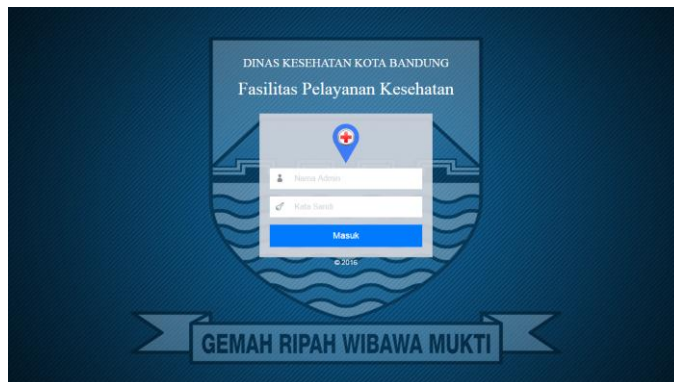 DINAS KESEHATAN KOTA BANDUNG
Fasilitas Pelayanan Kesehatan
Nama Admin
Kata Sandi
Masuk
© 2016
GEMAH RIPAH WIBAWA MUKTI